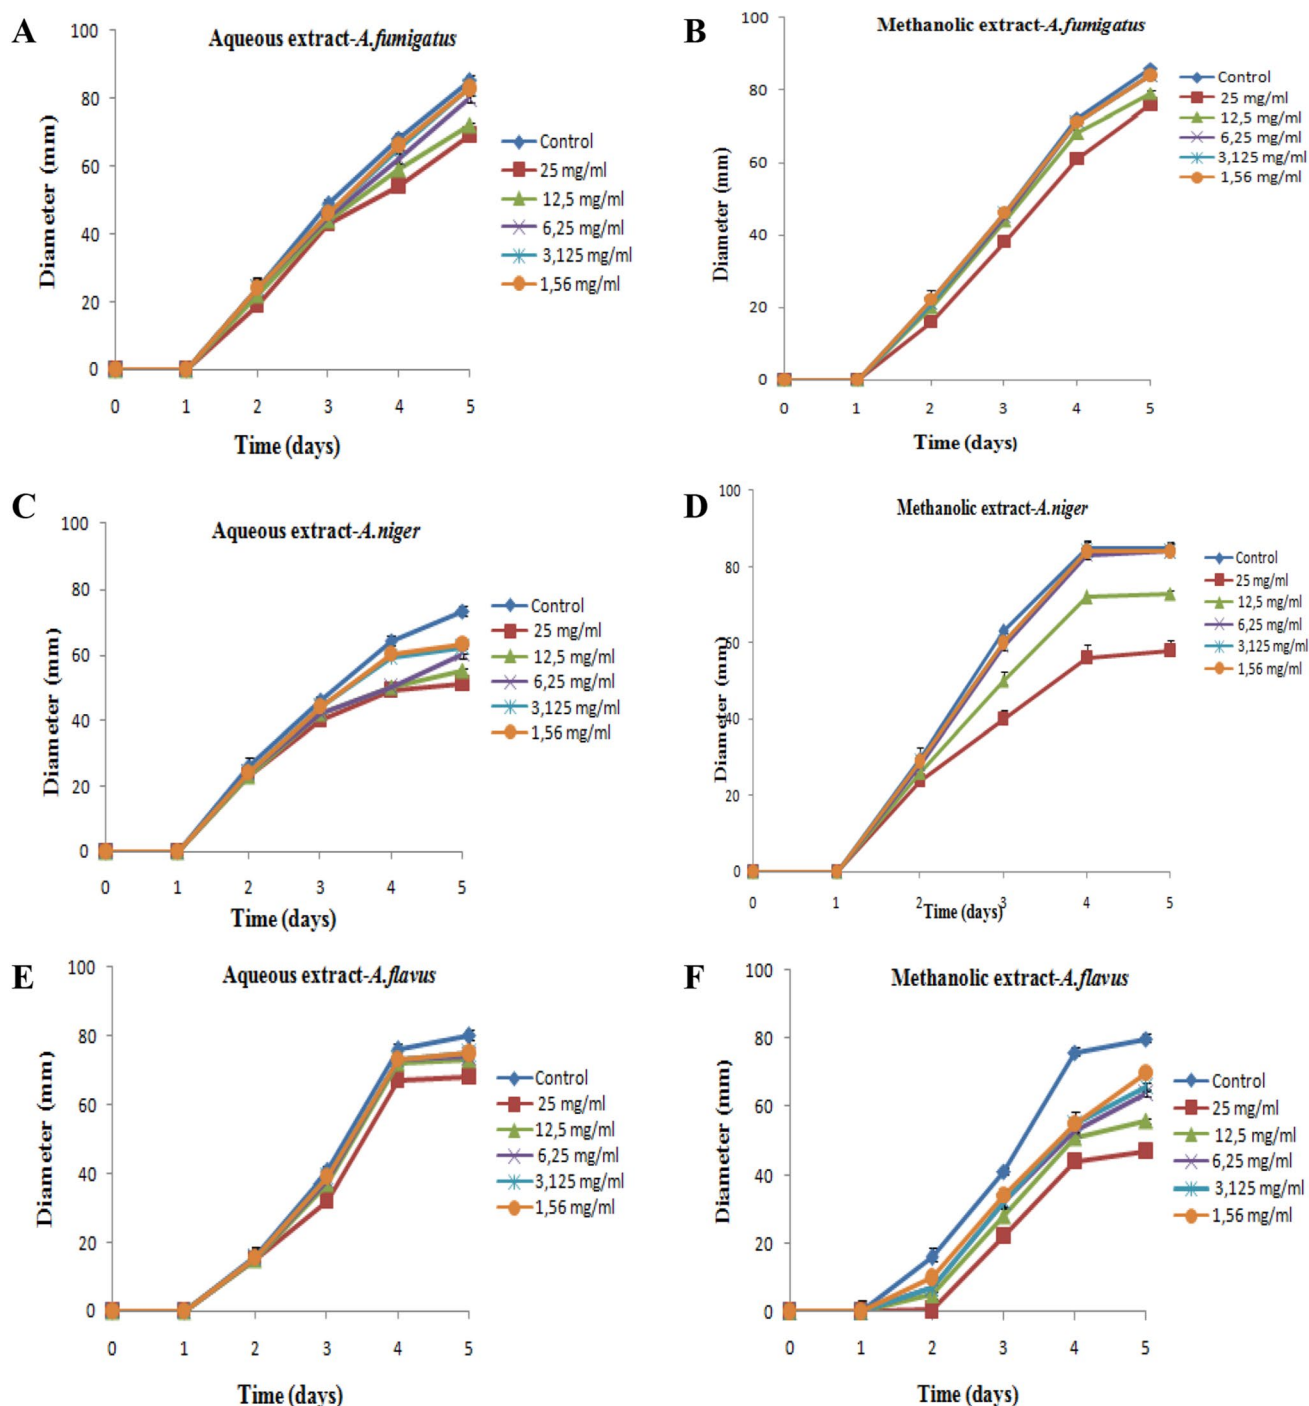 A
Aqueous extract-A.fumigatus
100
80
60
40
20
0
Diameter (mm)
0 1 2 3 4 5
Time (days)
Control
25 mg/ml
12,5 mg/ml
6,25 mg/ml
3,125 mg/ml
1,56 mg/ml
B
Methanolic extract-A.fumigatus
100
80
60
40
20
0
Diameter (mm)
0 1 2 3 4 5
Time (days)
Control
25 mg/ml
12,5 mg/ml
6,25 mg/ml
3,125 mg/ml
1,56 mg/ml
C
Aqueous extract-A.niger
100
80
60
40
20
0
Diameter (mm)
0 1 2 3 4 5
Time (days)
Control
25 mg/ml
12,5 mg/ml
6,25 mg/ml
3,125 mg/ml
1,56 mg/ml
D
Methanolic extract-A.niger
100
80
60
40
20
0
Diameter (mm)
0 1 2 3 4 5
Time (days)
Control
25 mg/ml
12,5 mg/ml
6,25 mg/ml
3,125 mg/ml
1,56 mg/ml
E
Aqueous extract-A.flavus
100
80
60
40
20
0
Diameter (mm)
0 1 2 3 4 5
Time (days)
Control
25 mg/ml
12,5 mg/ml
6,25 mg/ml
3,125 mg/ml
1,56 mg/ml
F
Methanolic extract-A.flavus
100
80
60
40
20
0
Diameter (mm)
0 1 2 3 4 5
Time (days)
Control
25 mg/ml
12,5 mg/ml
6,25 mg/ml
3,125 mg/ml
1,56 mg/ml